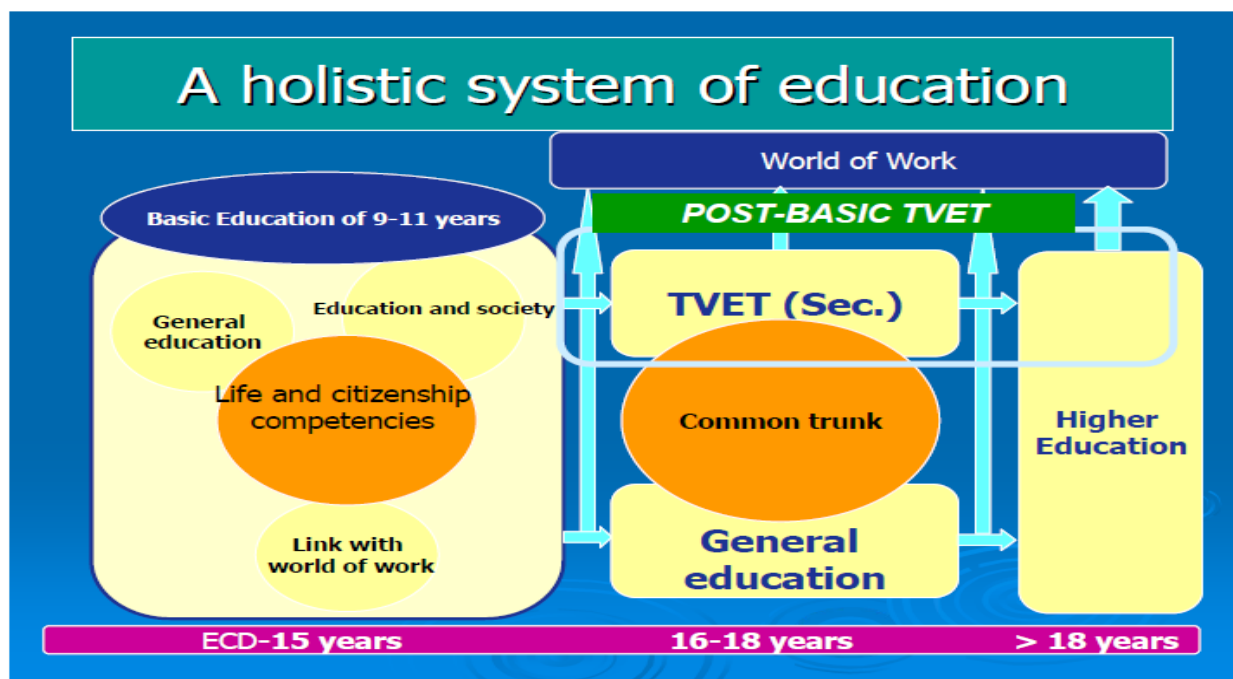 A holistic system of education
World of Work
Basic Education of 9-11 years
POST-BASIC TVET
General
education
Education and society
Life and citizenship
competencies
Link with
world of work
TVET (Sec.)
Common trunk
General
education
Higher
Education
ECD-15 years
16-18 years
> 18 years